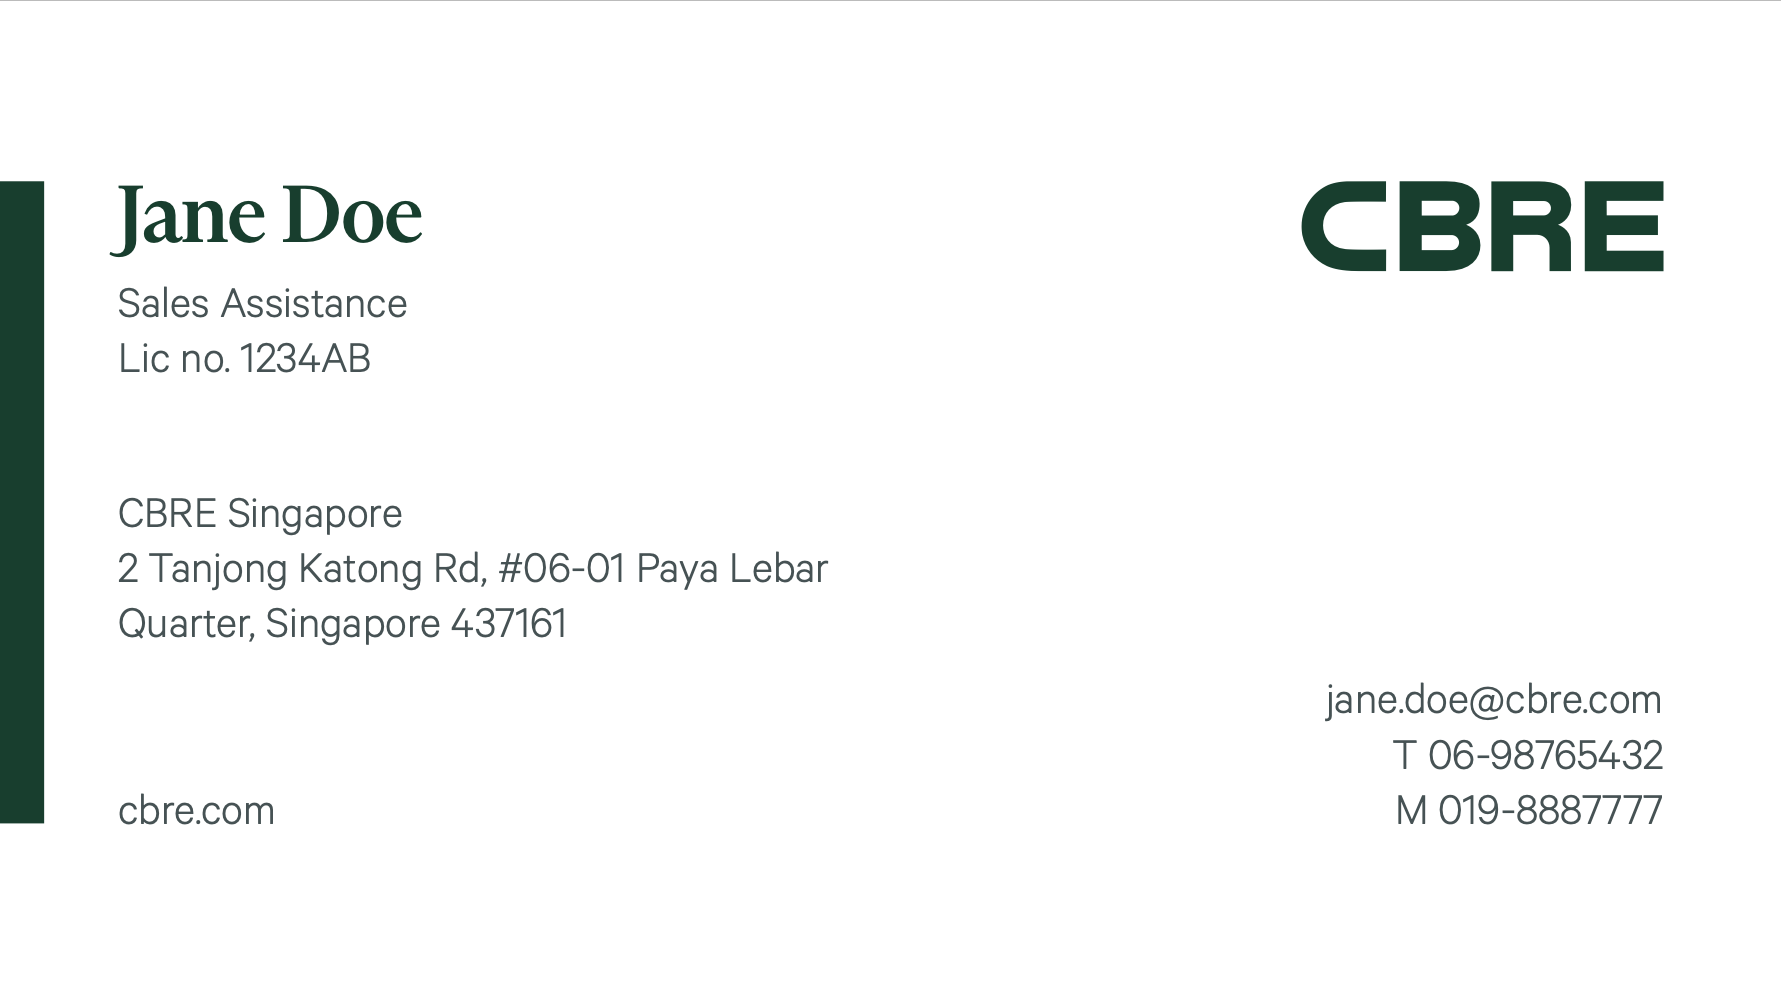 Jane Doe
Sales Assistance
Lic no. 1234AB
CBRE
CBRE Singapore
2 Tanjong Katong Rd, #06-01 Paya Lebar
Quarter, Singapore 437161
cbre.com
jane.doe@cbre.com
T 06-98765432
M 019-8887777